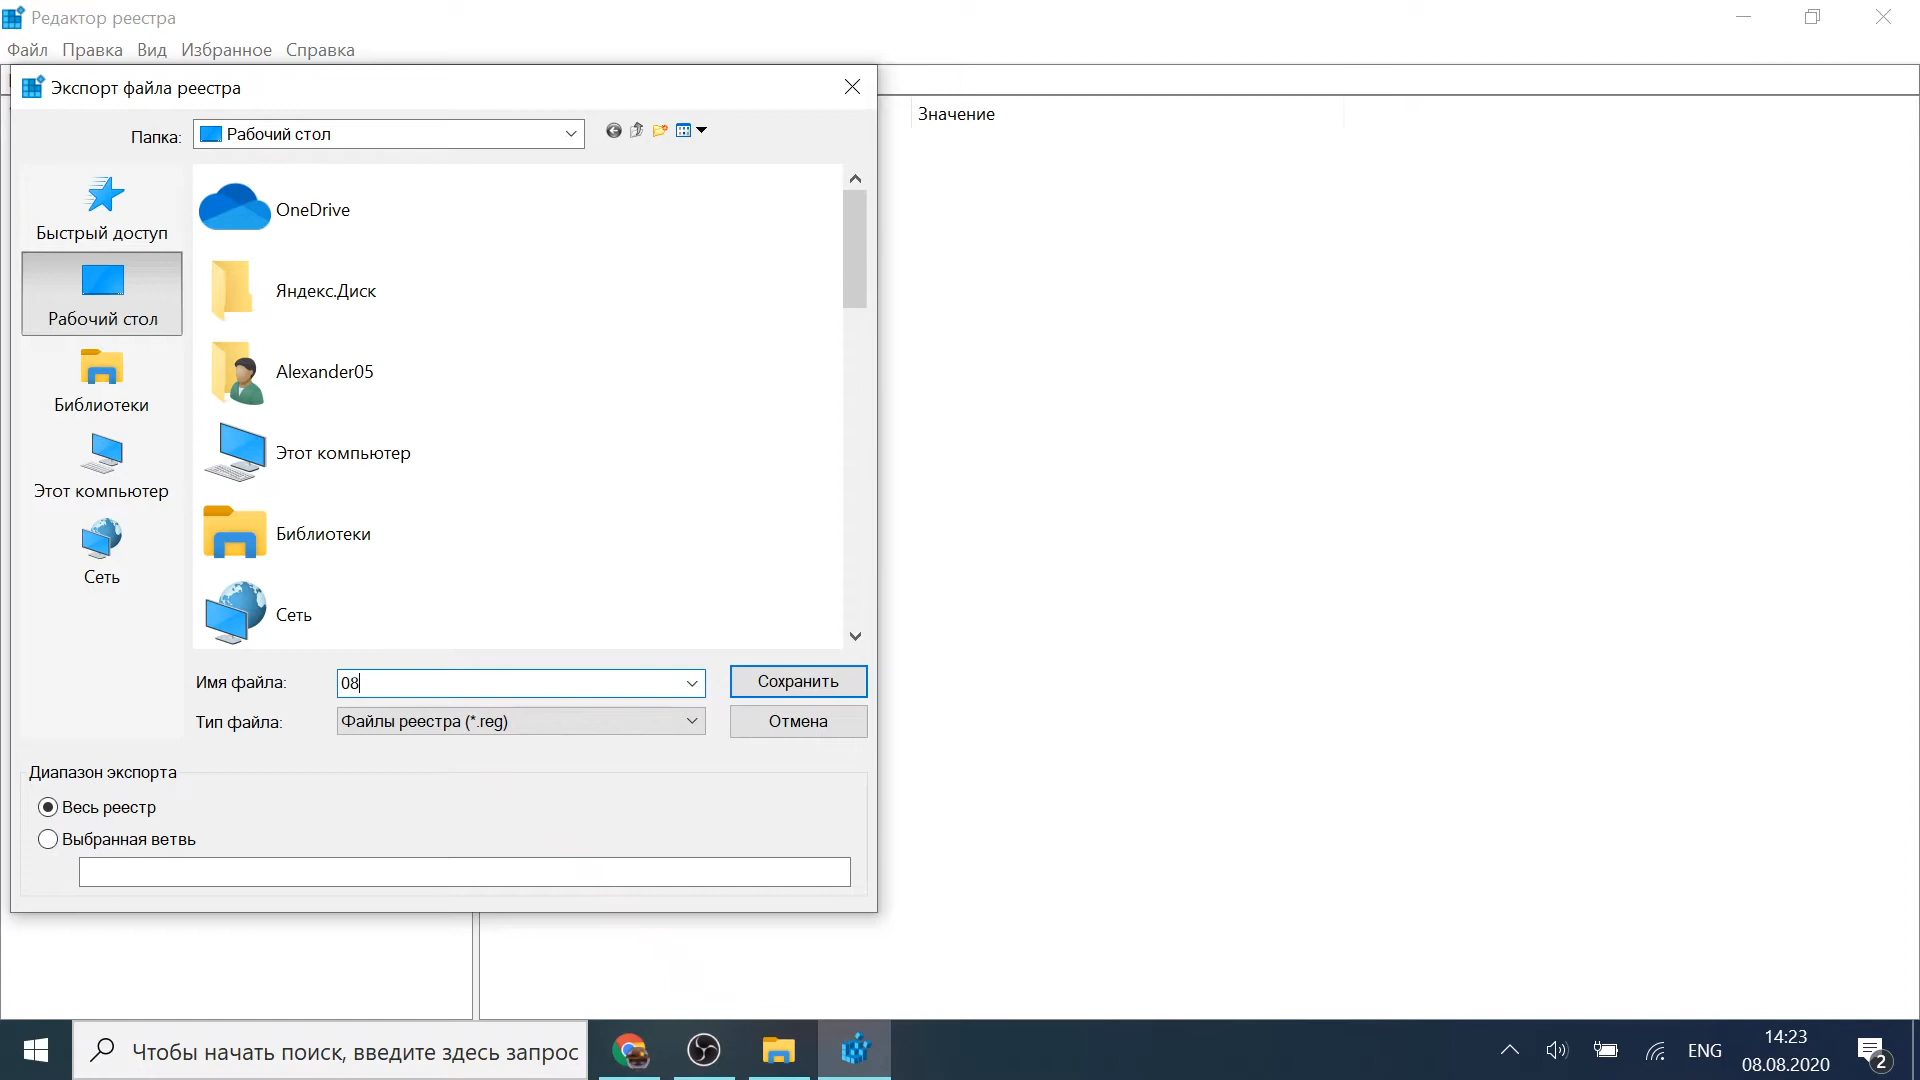 Редактор реестра
Файл Правка Вид Избранное Справка
Экспорт файла реестра
Значение
Папка: Рабочий стол
Быстрый доступ
Рабочий стол
Библиотеки
Этот компьютер
Сеть
OneDrive
Яндекс.Диск
Alexander05
Этот компьютер
Библиотеки
Сеть
Имя файла: 08 Сохранить
Тип файла: Файлы реестра (*.reg) Отмена
Диапазон экспорта
Весь реестр
Выбранная ветвь
Чтобы начать поиск, введите здесь запрос
ENG
14:23
08.08.2020
2